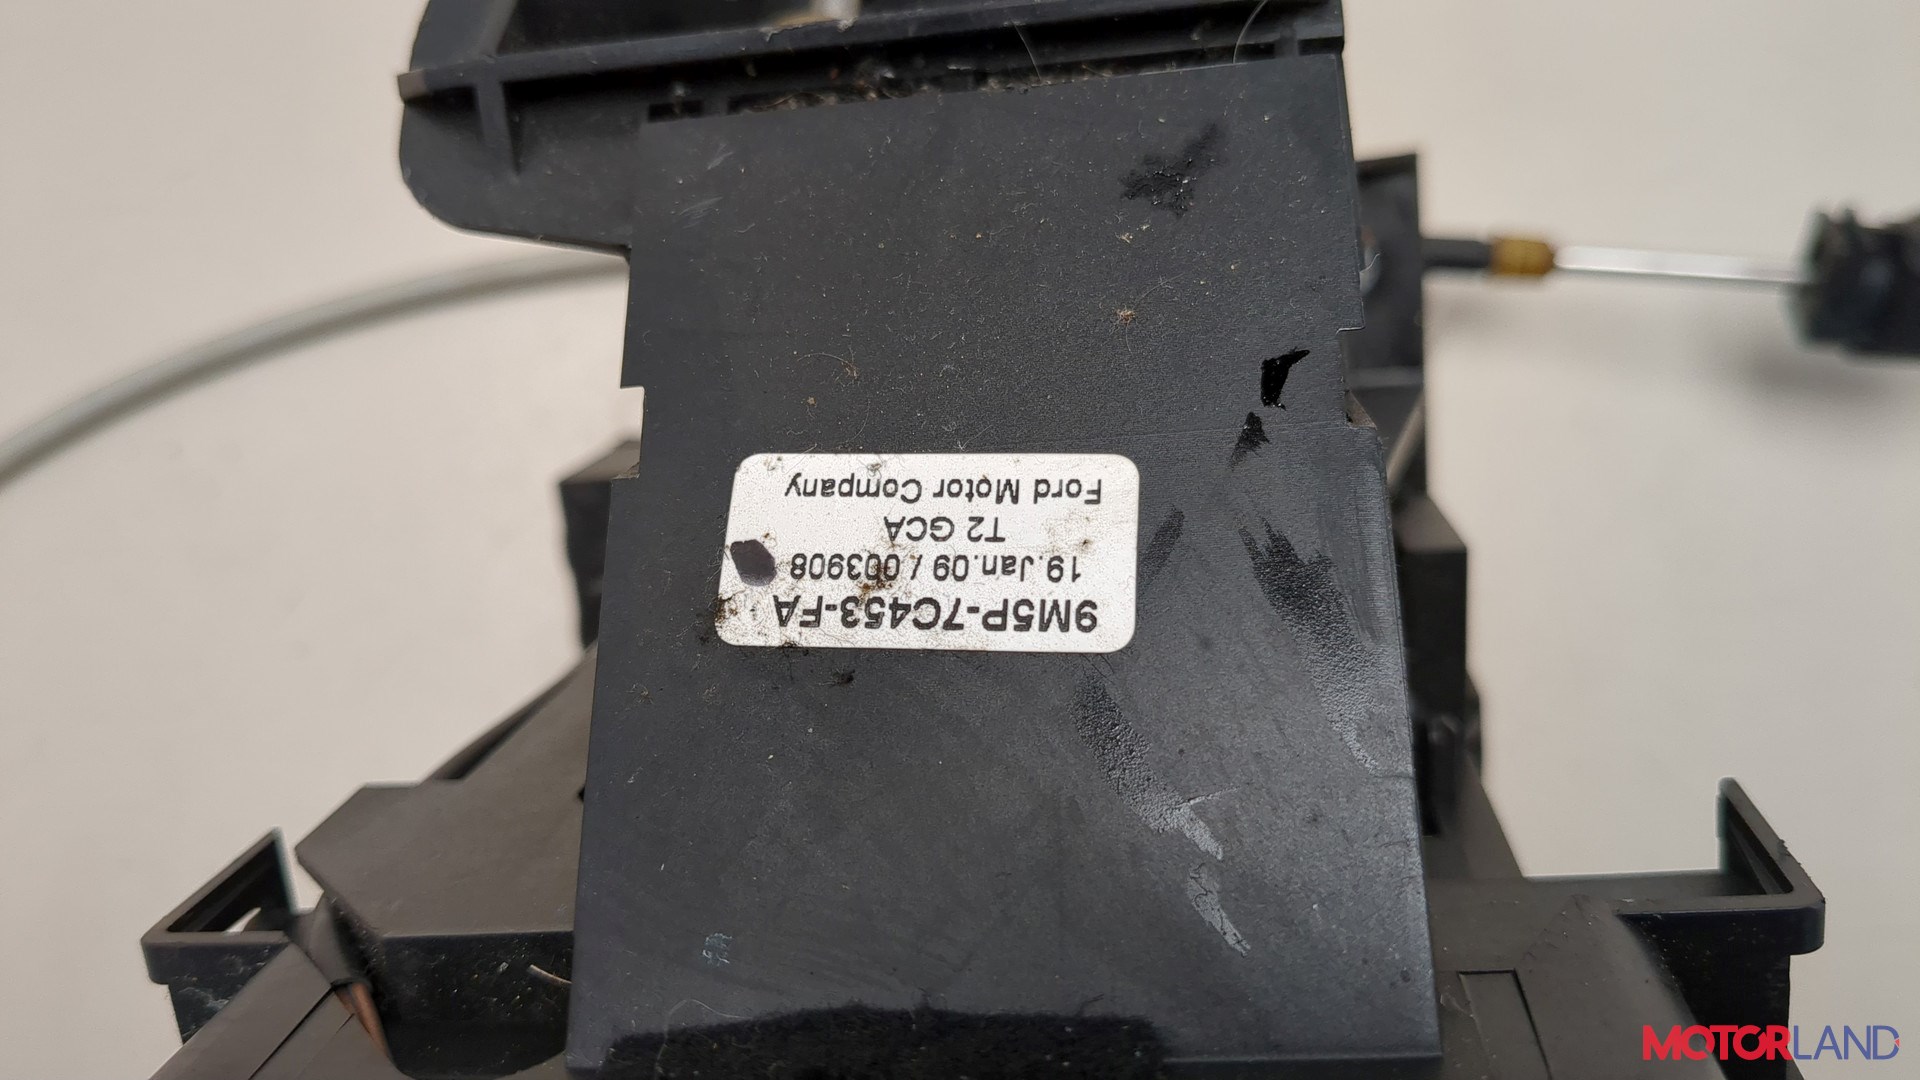 9M5P-7C453-FA
19.Jan.09 / 003908
T2 GCA
Ford Motor Company
MOTORLAND